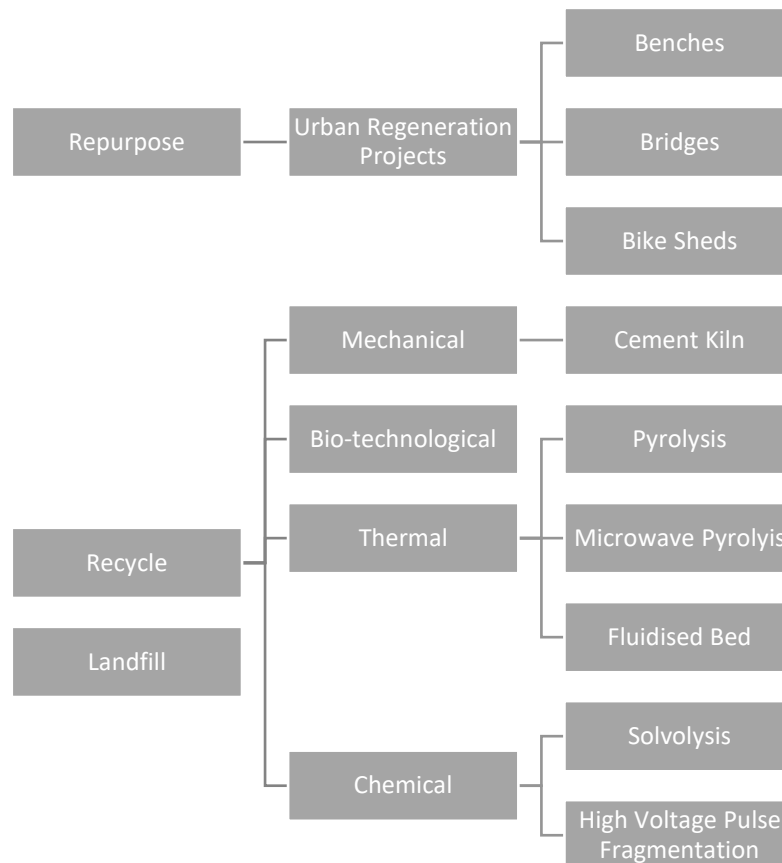 Benches
Repurpose
Urban Regeneration
Projects
Bridges
Bike Sheds
Mechanical
Cement Kiln
Bio-technological
Pyrolysis
Recycle
Thermal
Microwave Pyrolyis
Landfill
Fluidised Bed
Chemical
Solvolysis
High Voltage Pulse
Fragmentation